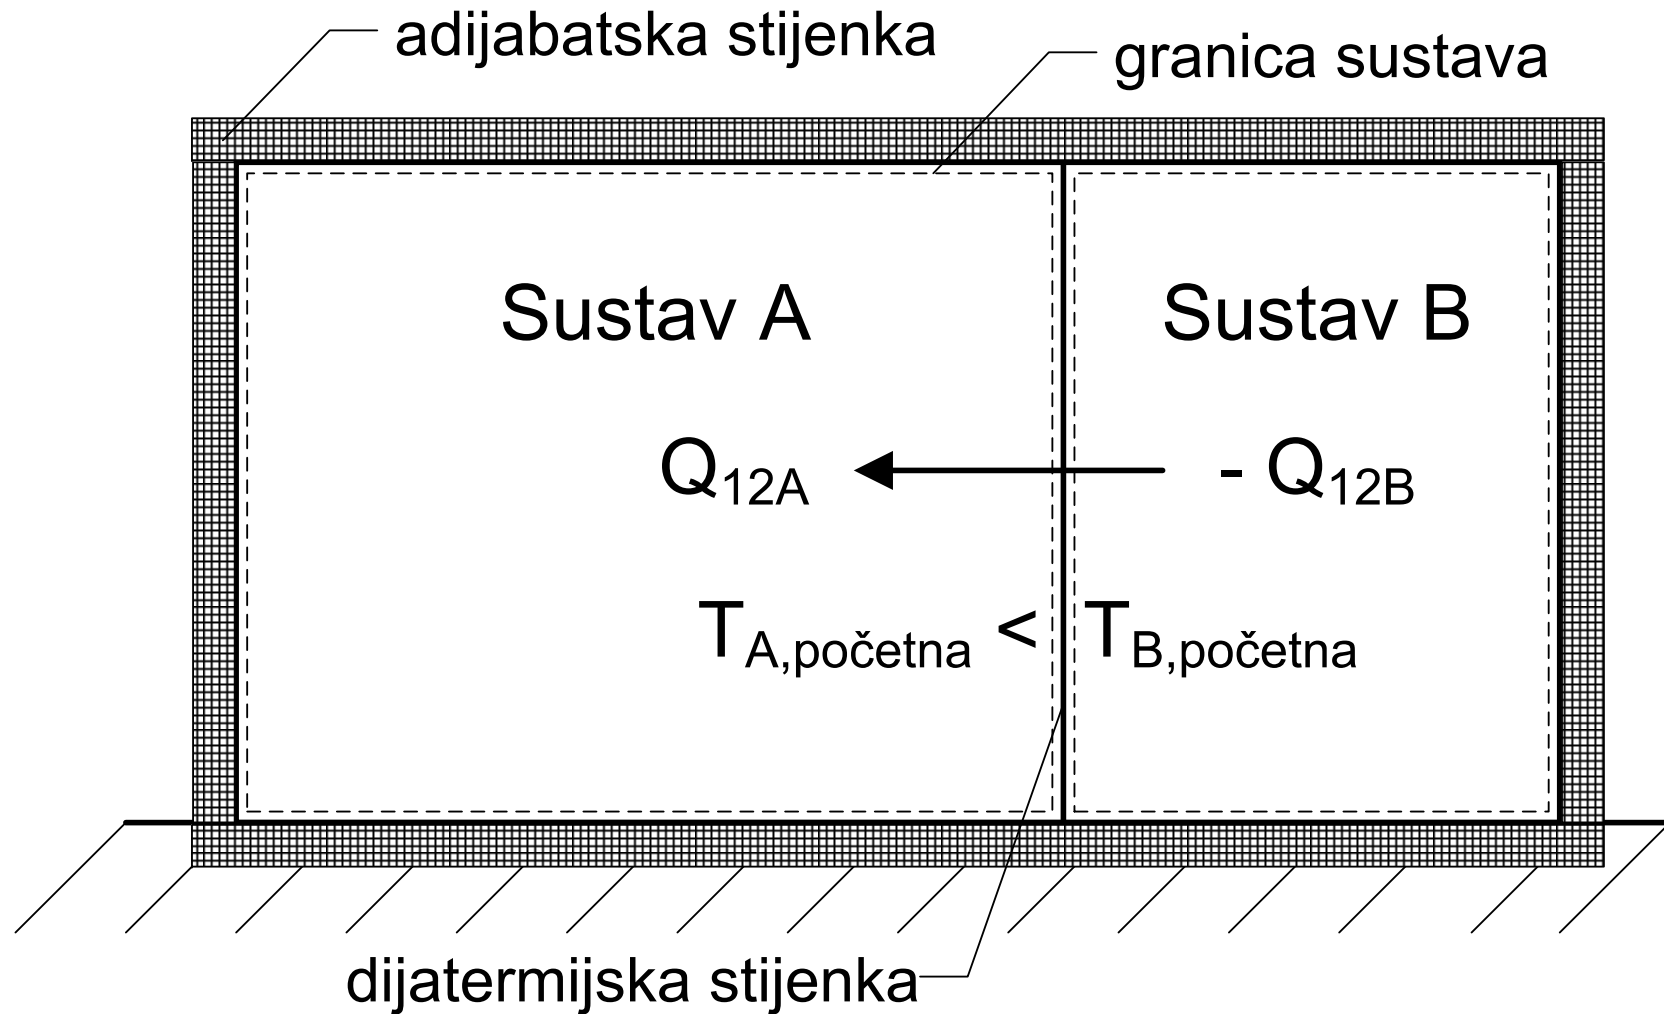 adijabatska stijenka
granica sustava
Sustav A
Sustav B
Q12A
- Q12B
TA,početna < TB,početna
dijatermijska stijenka